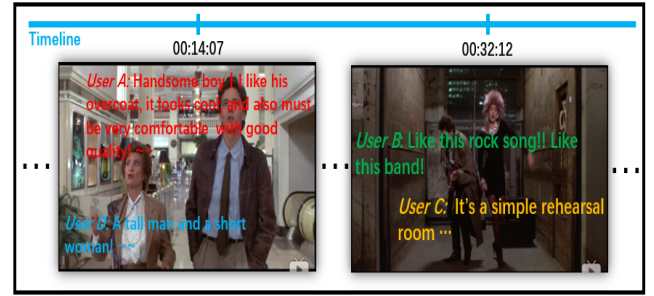 Timeline
00:14:07
00:32:12
User A: Handsome boy! I like his
overcoat, it looks cool and also must
be very comfortable with good
quality! ~~
User D: A tall man and a short
woman! ~~
User B: Like this rock song!! Like
this band!
User C: It's a simple rehearsal
room ...